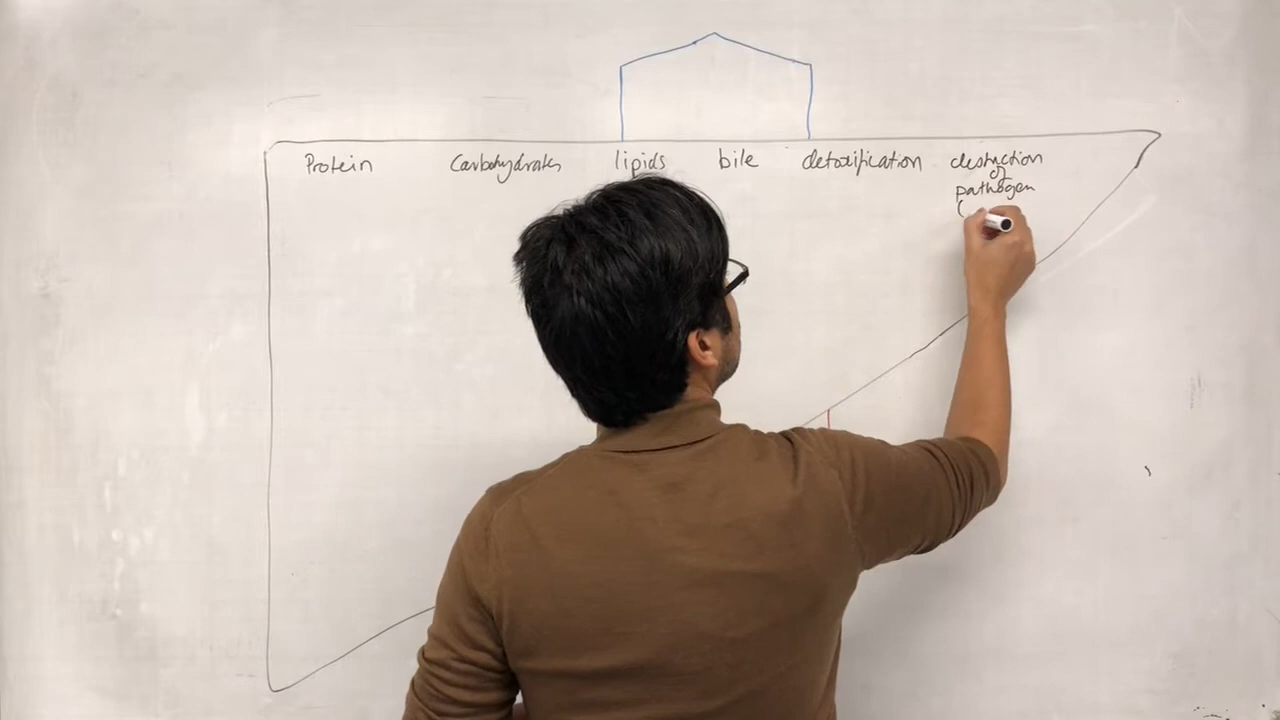 Protein Carbohydrates lipids bile detoxification destruction
of
pathogen
(